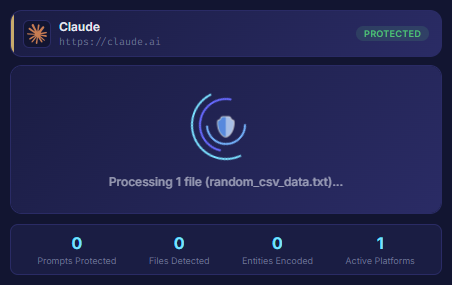 Claude
https://claude.ai
PROTECTED
Processing 1 file (random_csv_data.txt)...
0 0 0 1
Prompts Protected Files Detected Entities Encoded Active Platforms